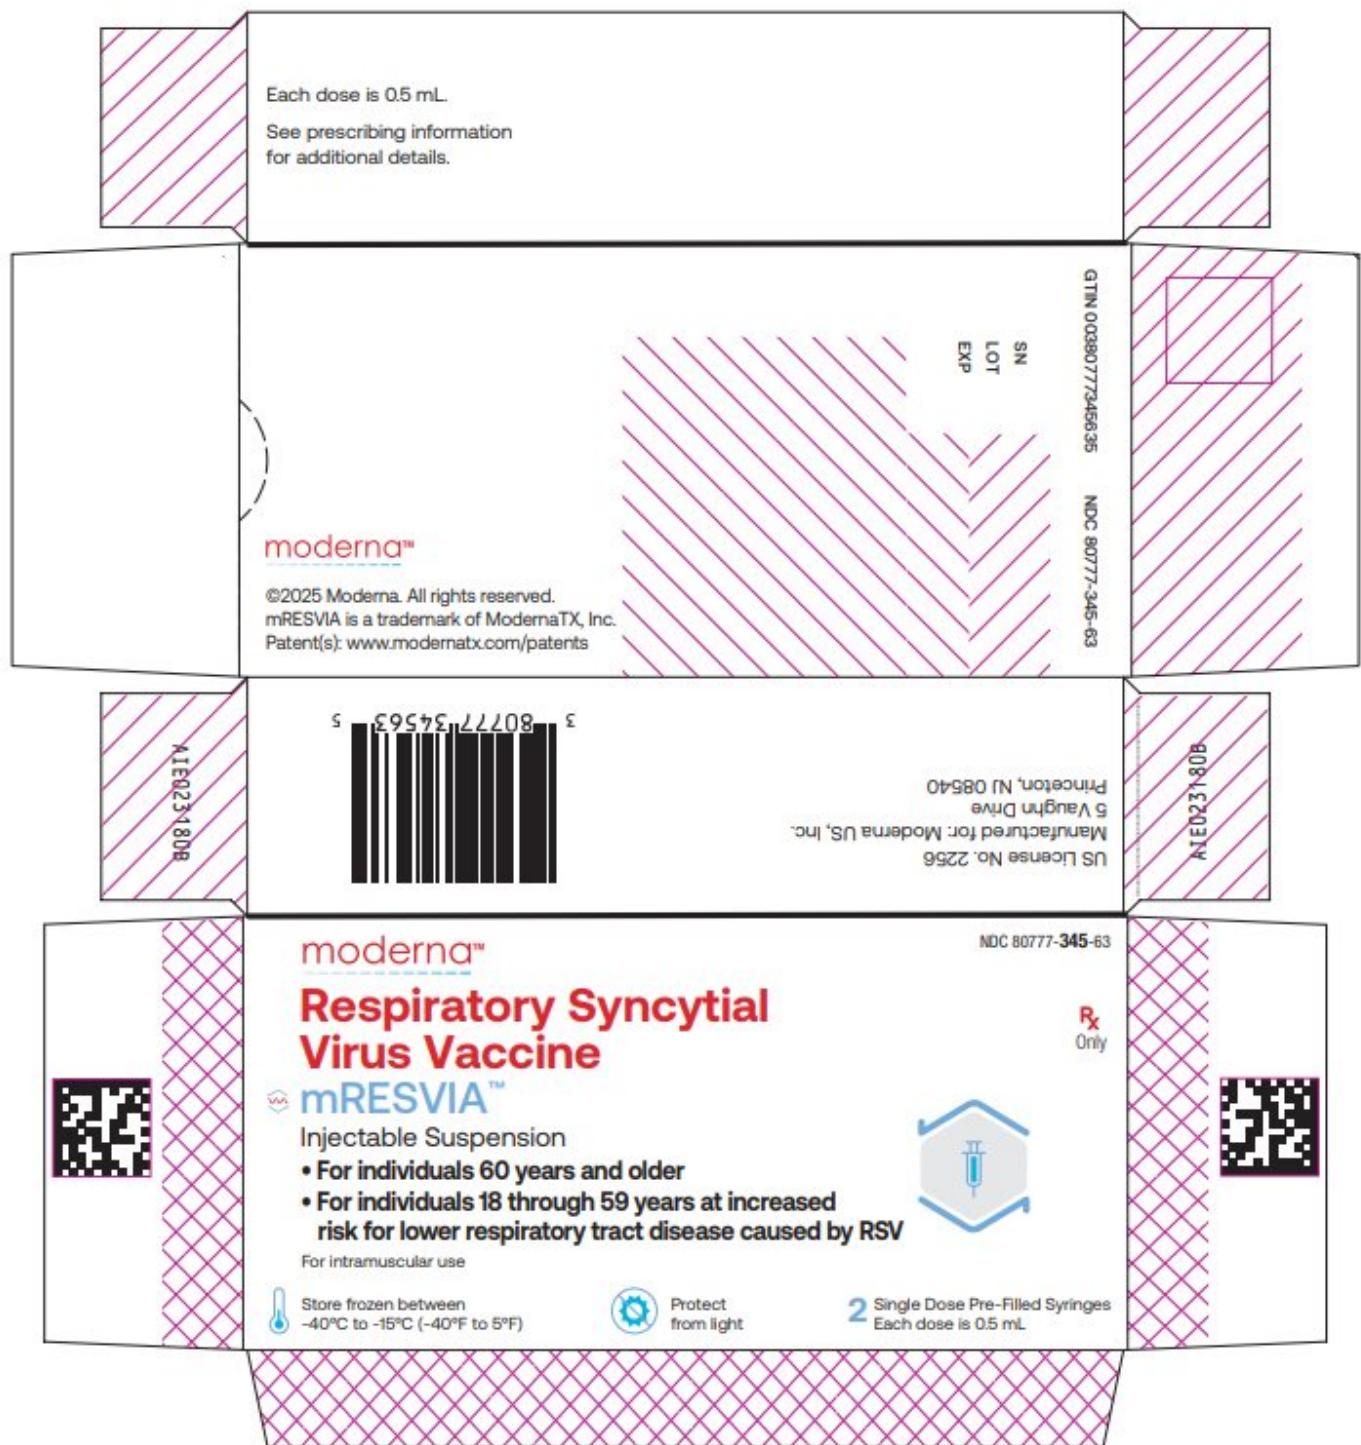 Each dose is 0.5 mL.
See prescribing information
for additional details.
GTIN 00380777345635 NDC 80777-345-63
SN
LOT
EXP
moderna™
©2025 Moderna. All rights reserved.
mRESVIA is a trademark of ModernaTX, Inc.
Patent(s): www.modernatx.com/patents
AIE023180B
3 80777 34563 5
US License No. 2256
Manufactured for: Moderna US, Inc.
5 Vaughn Drive
Princeton, NJ 08540
AIE023180B
moderna™
NDC 80777-345-63
Respiratory Syncytial
Virus Vaccine
Rx
Only
mRESVIA™
Injectable Suspension
• For individuals 60 years and older
• For individuals 18 through 59 years at increased
risk for lower respiratory tract disease caused by RSV
For intramuscular use
Store frozen between
-40°C to -15°C (-40°F to 5°F)
Protect
from light
2 Single Dose Pre-Filled Syringes
Each dose is 0.5 mL